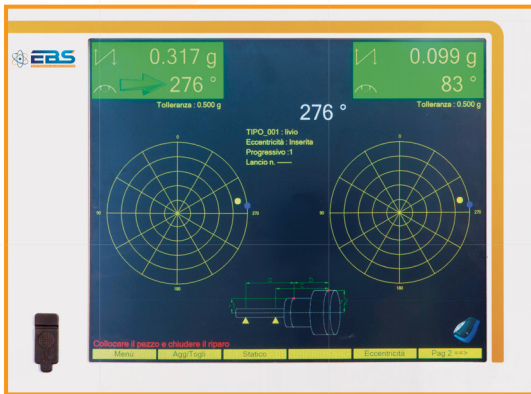 EBS
0.317 g
276 °
Tolleranza : 0.500 g
0.099 g
83 °
Tolleranza : 0.500 g
276 °
TIPO_001 : livio
Eccentricità : Inserita
Progressivo :1
Lancio n. -----
0
90
270
180
0
90
270
180
Collocare il pezzo e chiudere il riparo
Menù
Agg/Togli
Statico
Eccentricità
Pag 2 ==>